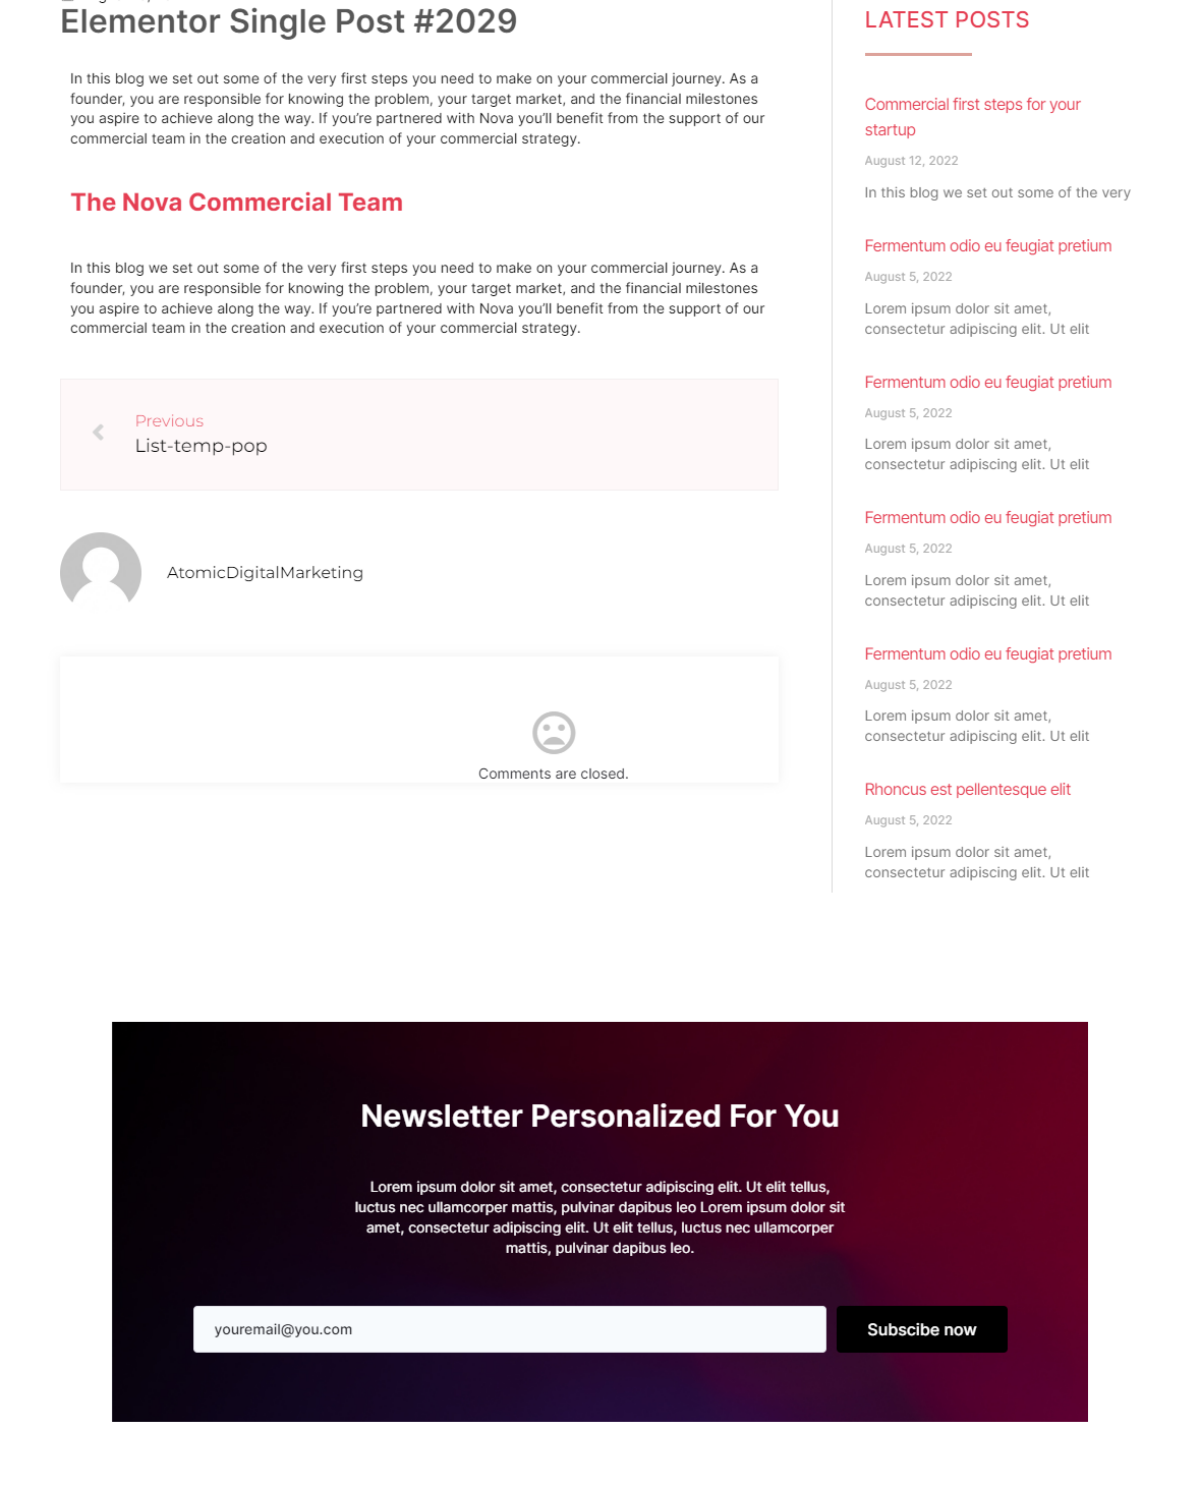 Elementor Single Post #2029
In this blog we set out some of the very first steps you need to make on your commercial journey. As a
founder, you are responsible for knowing the problem, your target market, and the financial milestones
you aspire to achieve along the way. If you’re partnered with Nova you’ll benefit from the support of our
commercial team in the creation and execution of your commercial strategy.
The Nova Commercial Team
In this blog we set out some of the very first steps you need to make on your commercial journey. As a
founder, you are responsible for knowing the problem, your target market, and the financial milestones
you aspire to achieve along the way. If you’re partnered with Nova you’ll benefit from the support of our
commercial team in the creation and execution of your commercial strategy.
Previous
List-temp-pop
AtomicDigitalMarketing
Comments are closed.
LATEST POSTS
Commercial first steps for your
startup
August 12, 2022
In this blog we set out some of the very
Fermentum odio eu feugiat pretium
August 5, 2022
Lorem ipsum dolor sit amet,
consectetur adipiscing elit. Ut elit
Fermentum odio eu feugiat pretium
August 5, 2022
Lorem ipsum dolor sit amet,
consectetur adipiscing elit. Ut elit
Fermentum odio eu feugiat pretium
August 5, 2022
Lorem ipsum dolor sit amet,
consectetur adipiscing elit. Ut elit
Fermentum odio eu feugiat pretium
August 5, 2022
Lorem ipsum dolor sit amet,
consectetur adipiscing elit. Ut elit
Rhoncus est pellentesque elit
August 5, 2022
Lorem ipsum dolor sit amet,
consectetur adipiscing elit. Ut elit
Newsletter Personalized For You
Lorem ipsum dolor sit amet, consectetur adipiscing elit. Ut elit tellus,
luctus nec ullamcorper mattis, pulvinar dapibus leo Lorem ipsum dolor sit
amet, consectetur adipiscing elit. Ut elit tellus, luctus nec ullamcorper
mattis, pulvinar dapibus leo.
youremail@you.com
Subscibe now